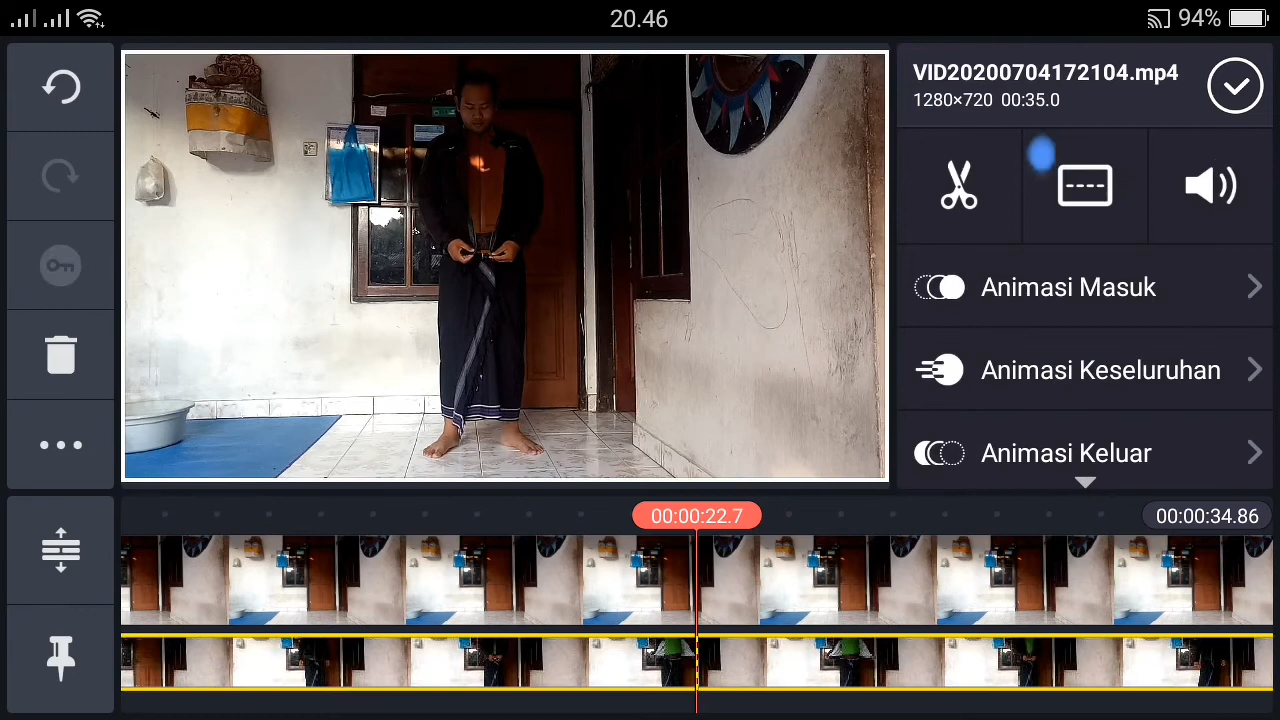 20.46
94%
VID20200704172104.mp4
1280×720 00:35.0
Animasi Masuk
Animasi Keseluruhan
Animasi Keluar
00:00:22.7
00:00:34.86